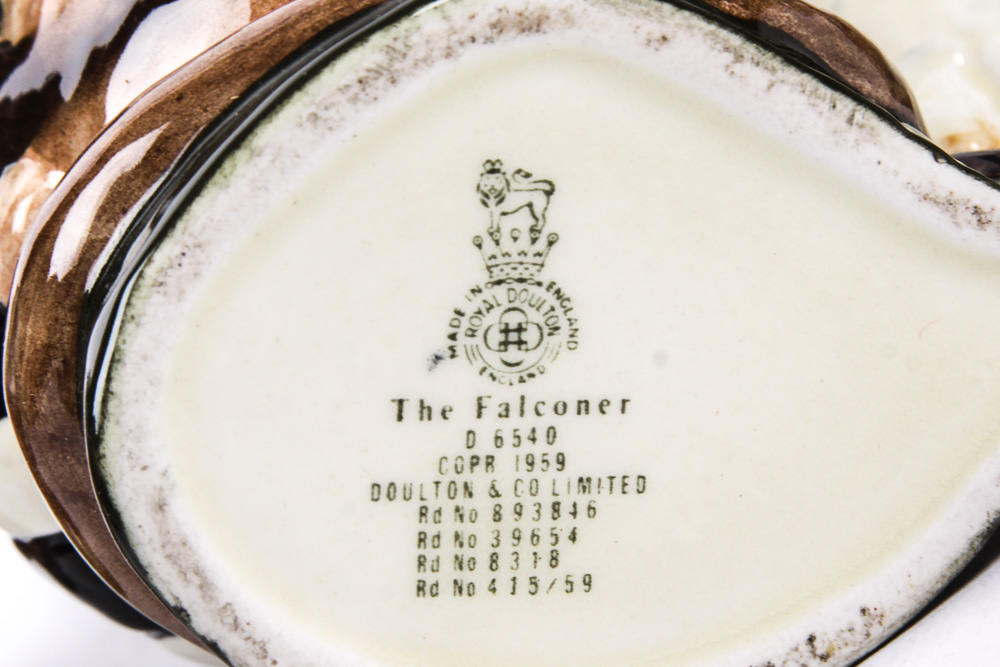 MADE IN ENGLAND
ROYAL DOULTON
ENGLAND
The Falconer
D 6540
COPR 1959
DOULTON & CO LIMITED
Rd No 893846
Rd No 39654
Rd No 8318
Rd No 415/59